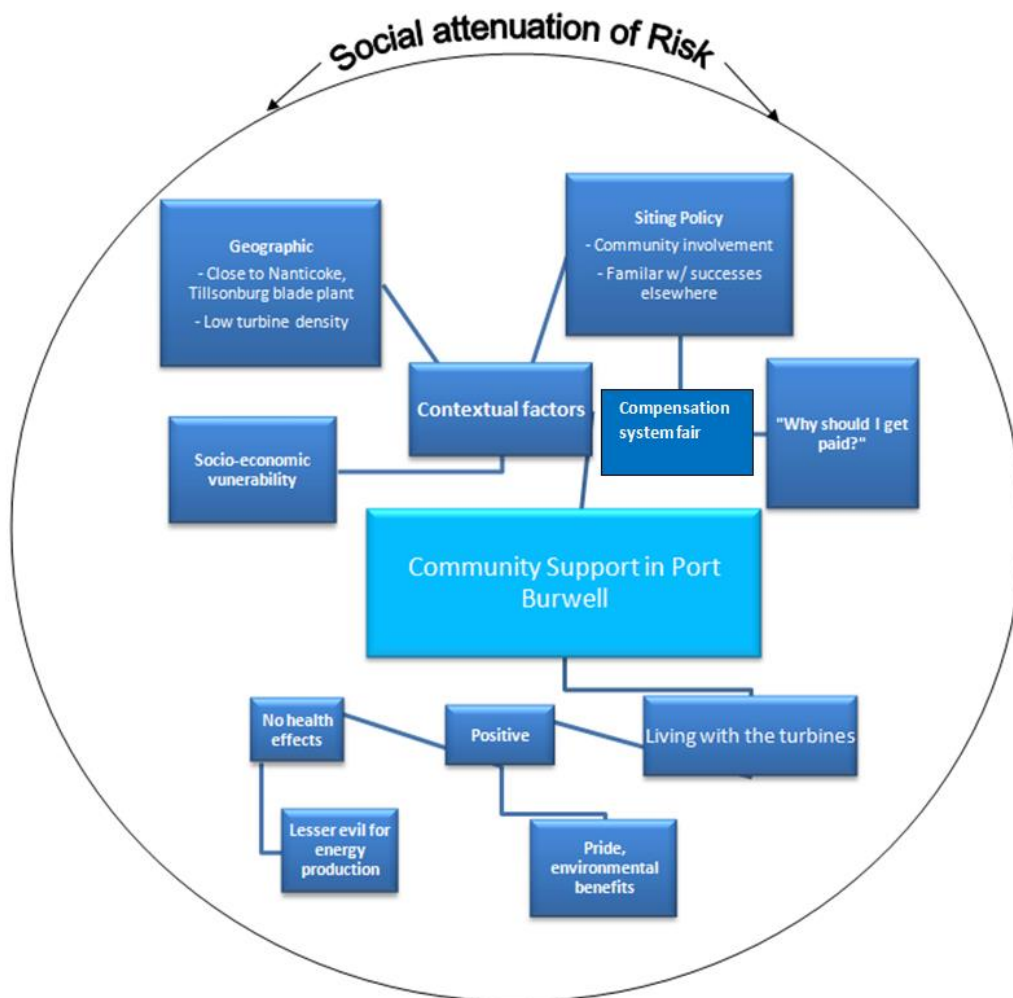 Social attenuation of Risk
Geographic
- Close to Nanticoke,
Tillsonburg blade plant
- Low turbine density
Siting Policy
- Community involvement
- Familar w/ successes
elsewhere
Contextual factors
Compensation
system fair
"Why should I get
paid?"
Socio-economic
vunerability
Community Support in Port
Burwell
No health
effects
Positive
Living with the turbines
Lesser evil for
energy
production
Pride,
environmental
benefits